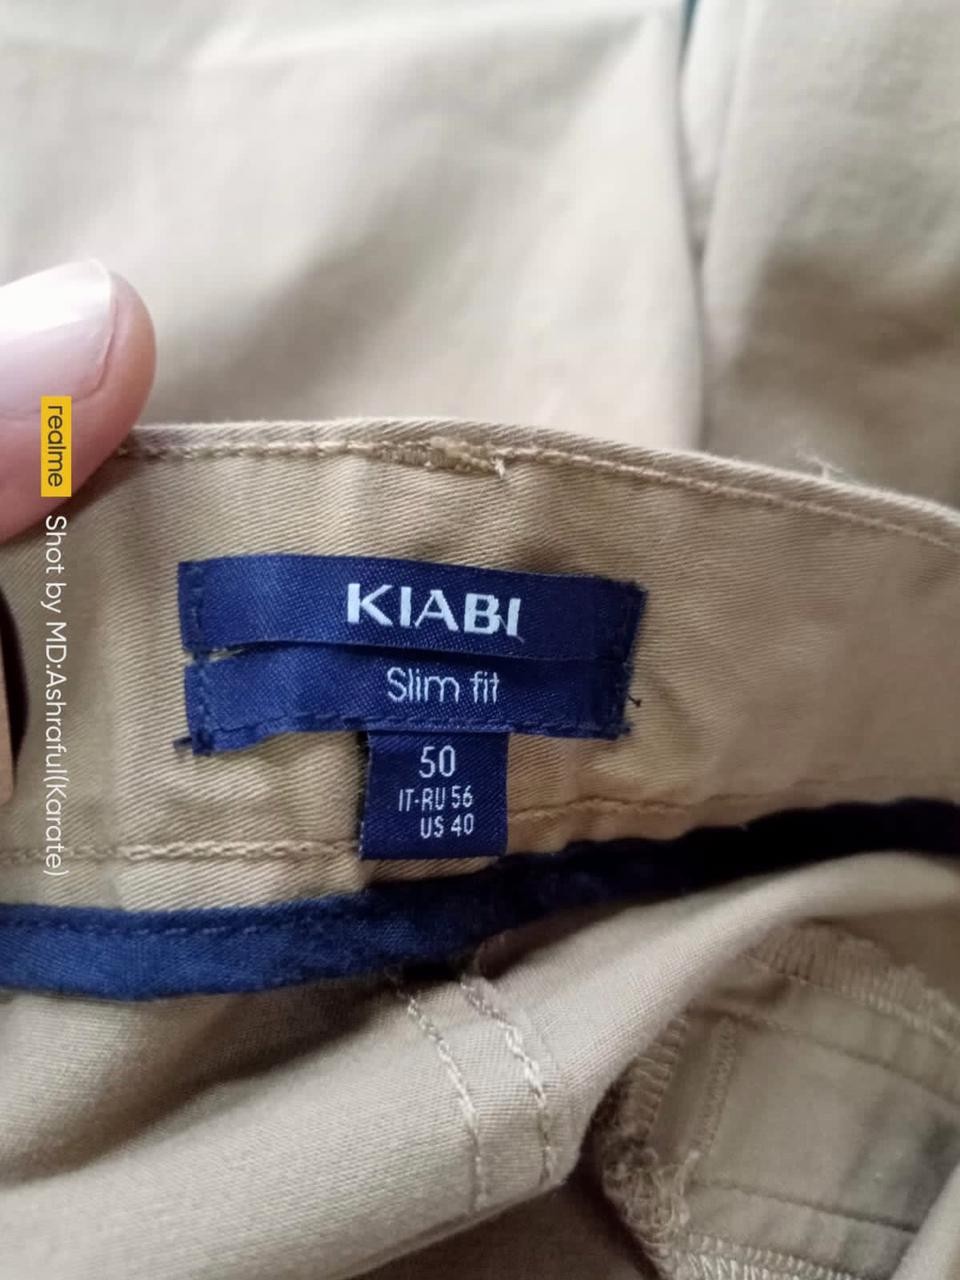 KIABI
Slim fit
50
IT-RU 56
US 40
realme Shot by MD:Ashraful(Karate)